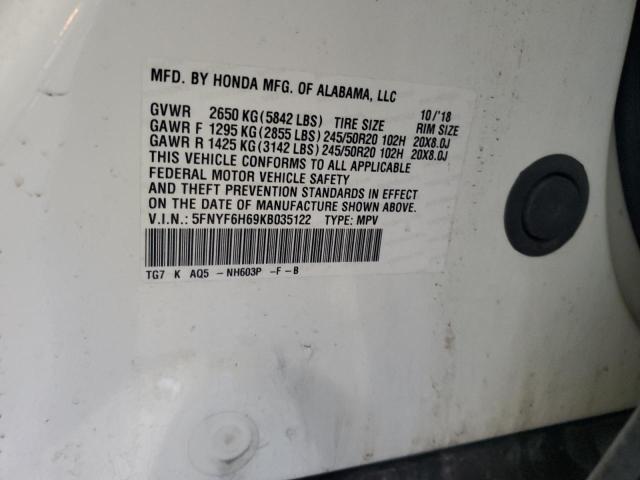 MFD. BY HONDA MFG. OF ALABAMA, LLC
GVWR 2650 KG(5842 LBS) TIRE SIZE 10/'18 RIM SIZE
GAWR F 1295 KG(2855 LBS)245/50R20 102H 20X8.0J
GAWR R 1425 KG(3142 LBS)245/50R20 102H 20X8.0J
THIS VEHICLE CONFORMS TO ALL APPLICABLE
FEDERAL MOTOR VEHICLE SAFETY
AND THEFT PREVENTION STANDARDS IN EFFECT
ON THE DATE OF MANUFACTURE SHOWN ABOVE.
V.I.N.: 5FNYF6H69KB035122 TYPE: MPV
TG7 K AQ5 -NH603P -F-B